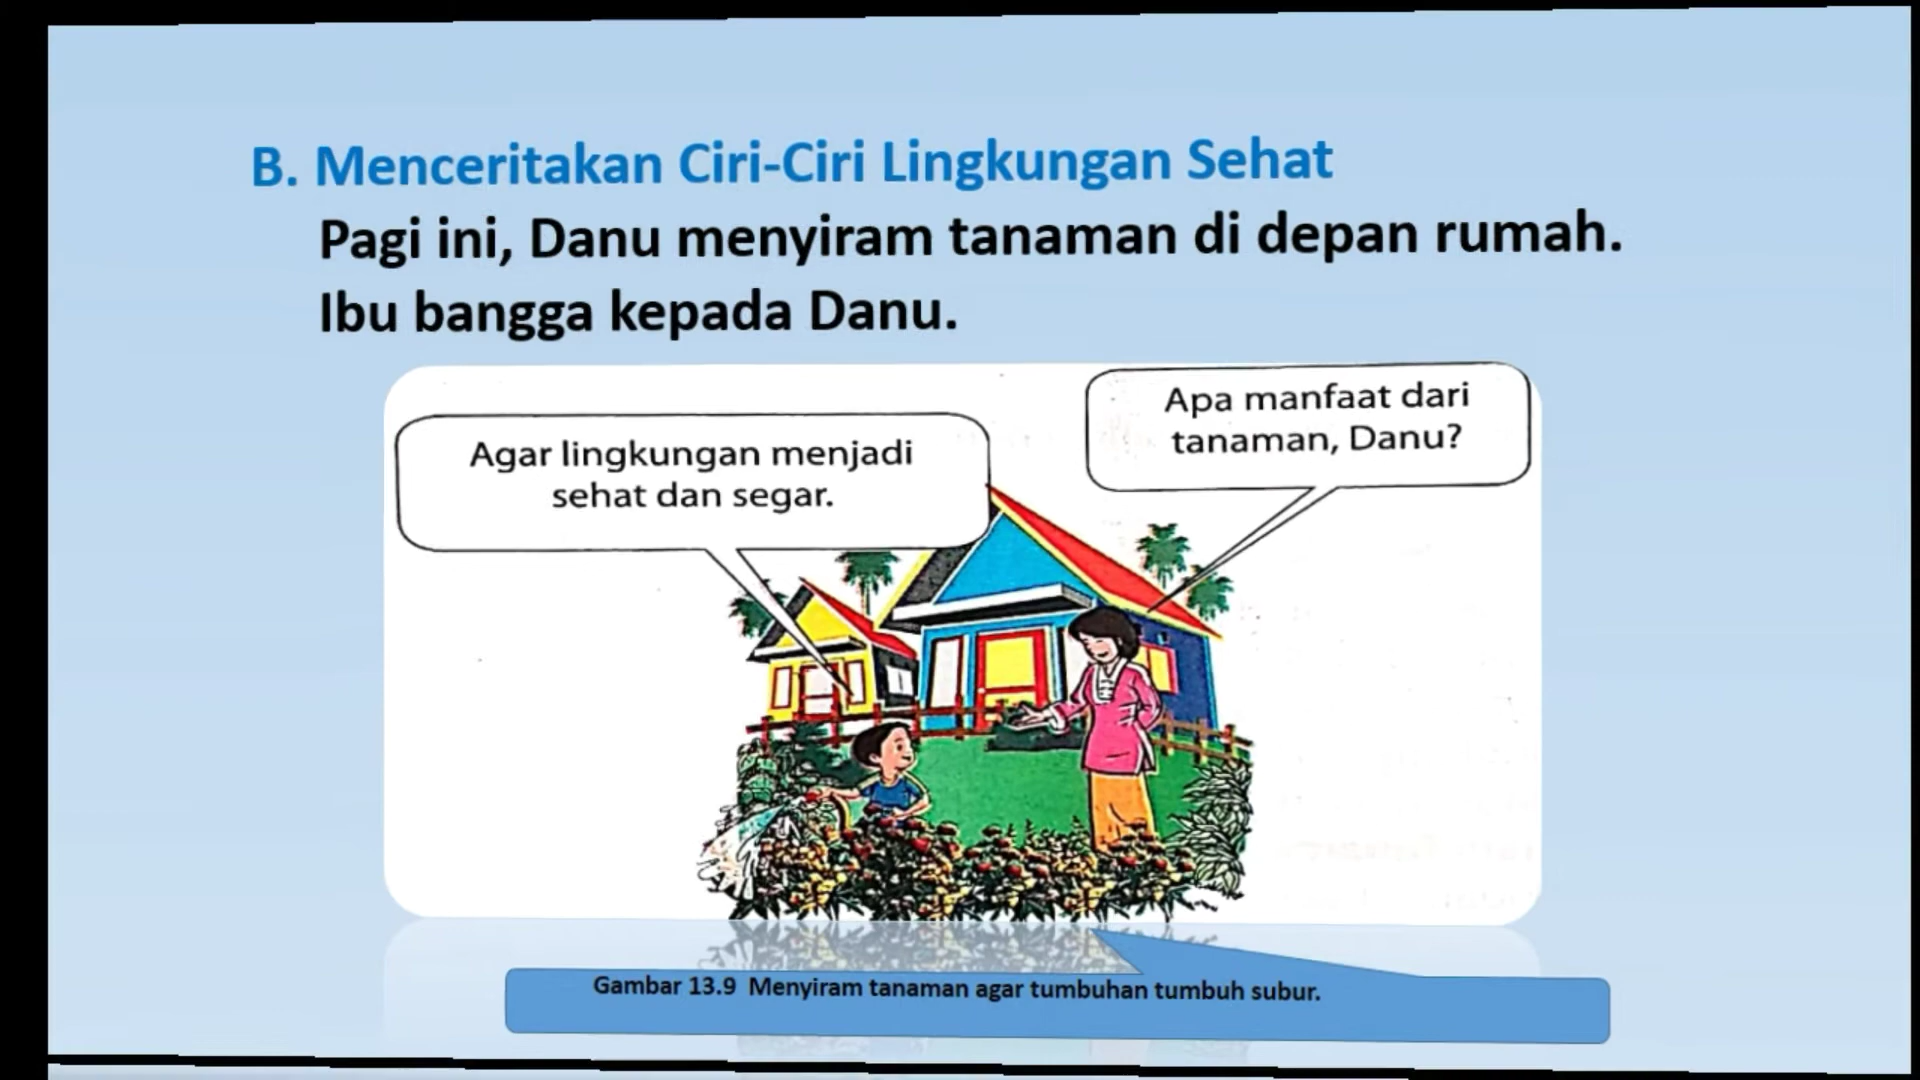 B. Menceritakan Ciri-Ciri Lingkungan Sehat
Pagi ini, Danu menyiram tanaman di depan rumah.
Ibu bangga kepada Danu.
Apa manfaat dari
tanaman, Danu?
Agar lingkungan menjadi
sehat dan segar.
Gambar 13.9 Menyiram tanaman agar tumbuhan tumbuh subur.